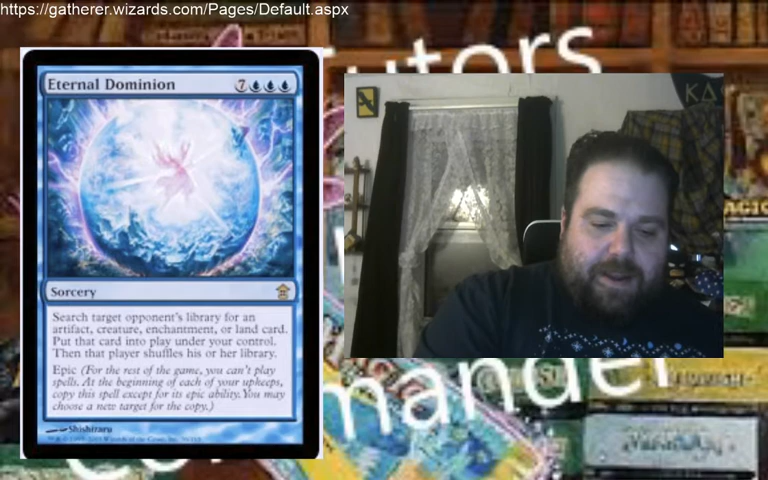 https://gatherer.wizards.com/Pages/Default.aspx
utors
Eternal Dominion
7
ΚΔ
Sorcery
Search target opponent's library for an
artifact, creature, enchantment, or land card.
Put that card into play under your control.
Then that player shuffles his or her library.
Epic (For the rest of the game, you can't play
spells. At the beginning of each of your upkeeps,
copy this spell except for its epic ability. You may
choose a new target for the copy.)
Shishizaru
mander